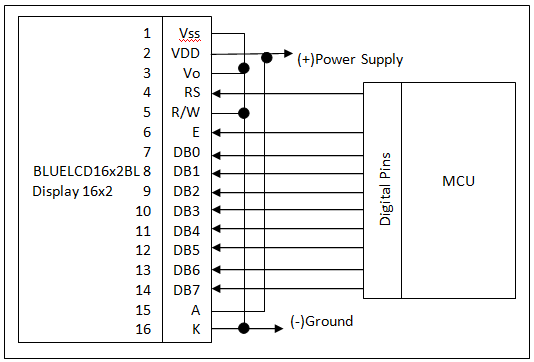 1 Vss
2 VDD
(+)Power Supply
3 Vo
4 RS
5 R/W
6 E
7 DB0
BLUELCD16x2BL 8 DB1
Display 16x2 9 DB2
10 DB3
11 DB4
12 DB5
13 DB6
14 DB7
15 A
16 K
(-)Ground
Digital Pins
MCU